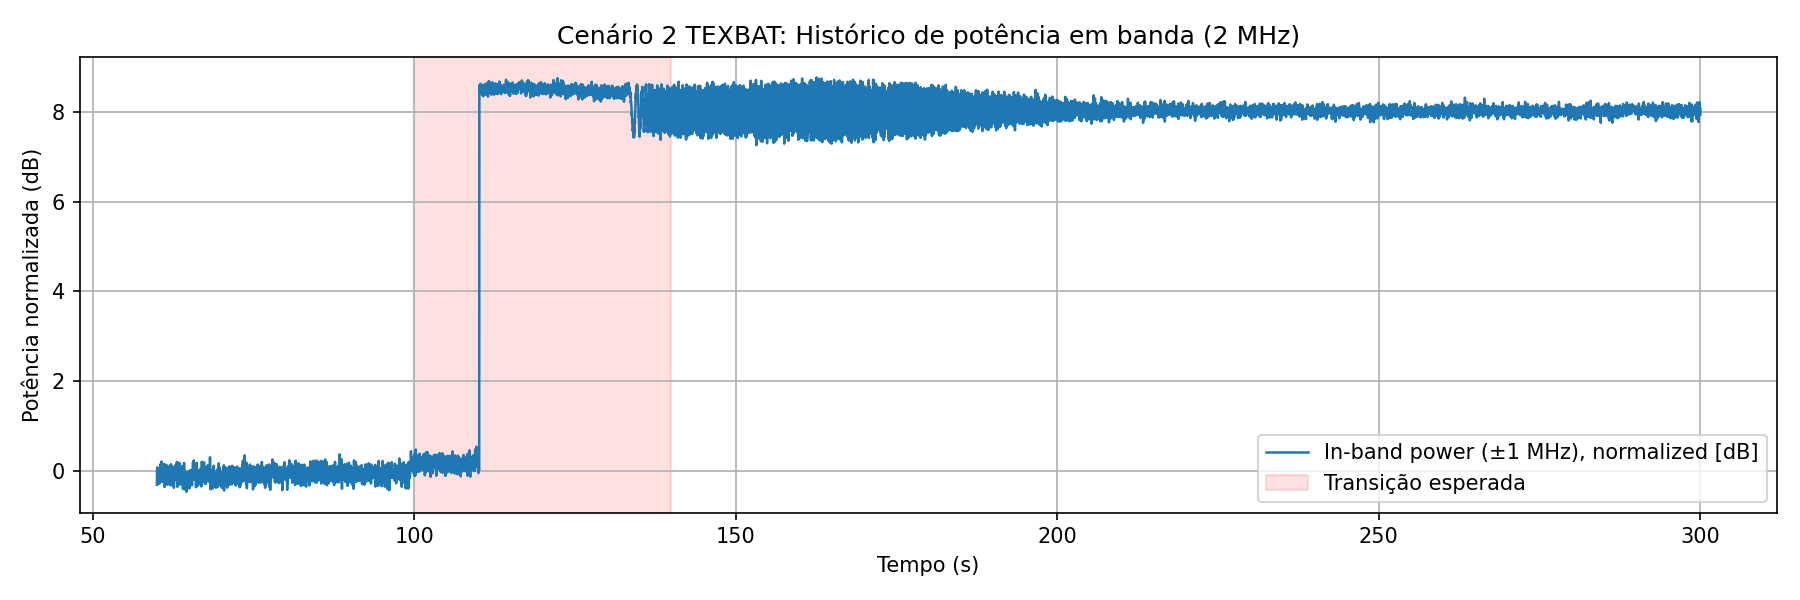 Cenário 2 TEXBAT: Histórico de potência em banda (2 MHz)
Potência normalizada (dB)
8
6
4
2
0
In-band power (±1 MHz), normalized [dB]
Transição esperada
50 100 150 200 250 300
Tempo (s)